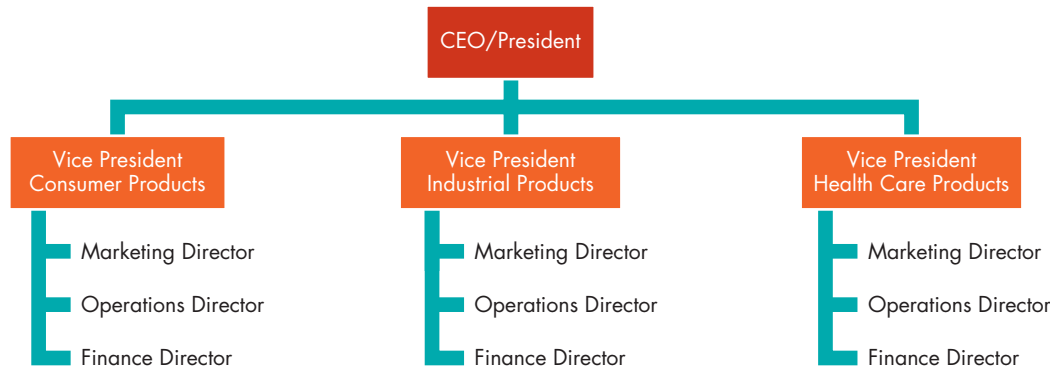 CEO/President
Vice President
Consumer Products
Marketing Director
Operations Director
Finance Director
Vice President
Industrial Products
Marketing Director
Operations Director
Finance Director
Vice President
Health Care Products
Marketing Director
Operations Director
Finance Director